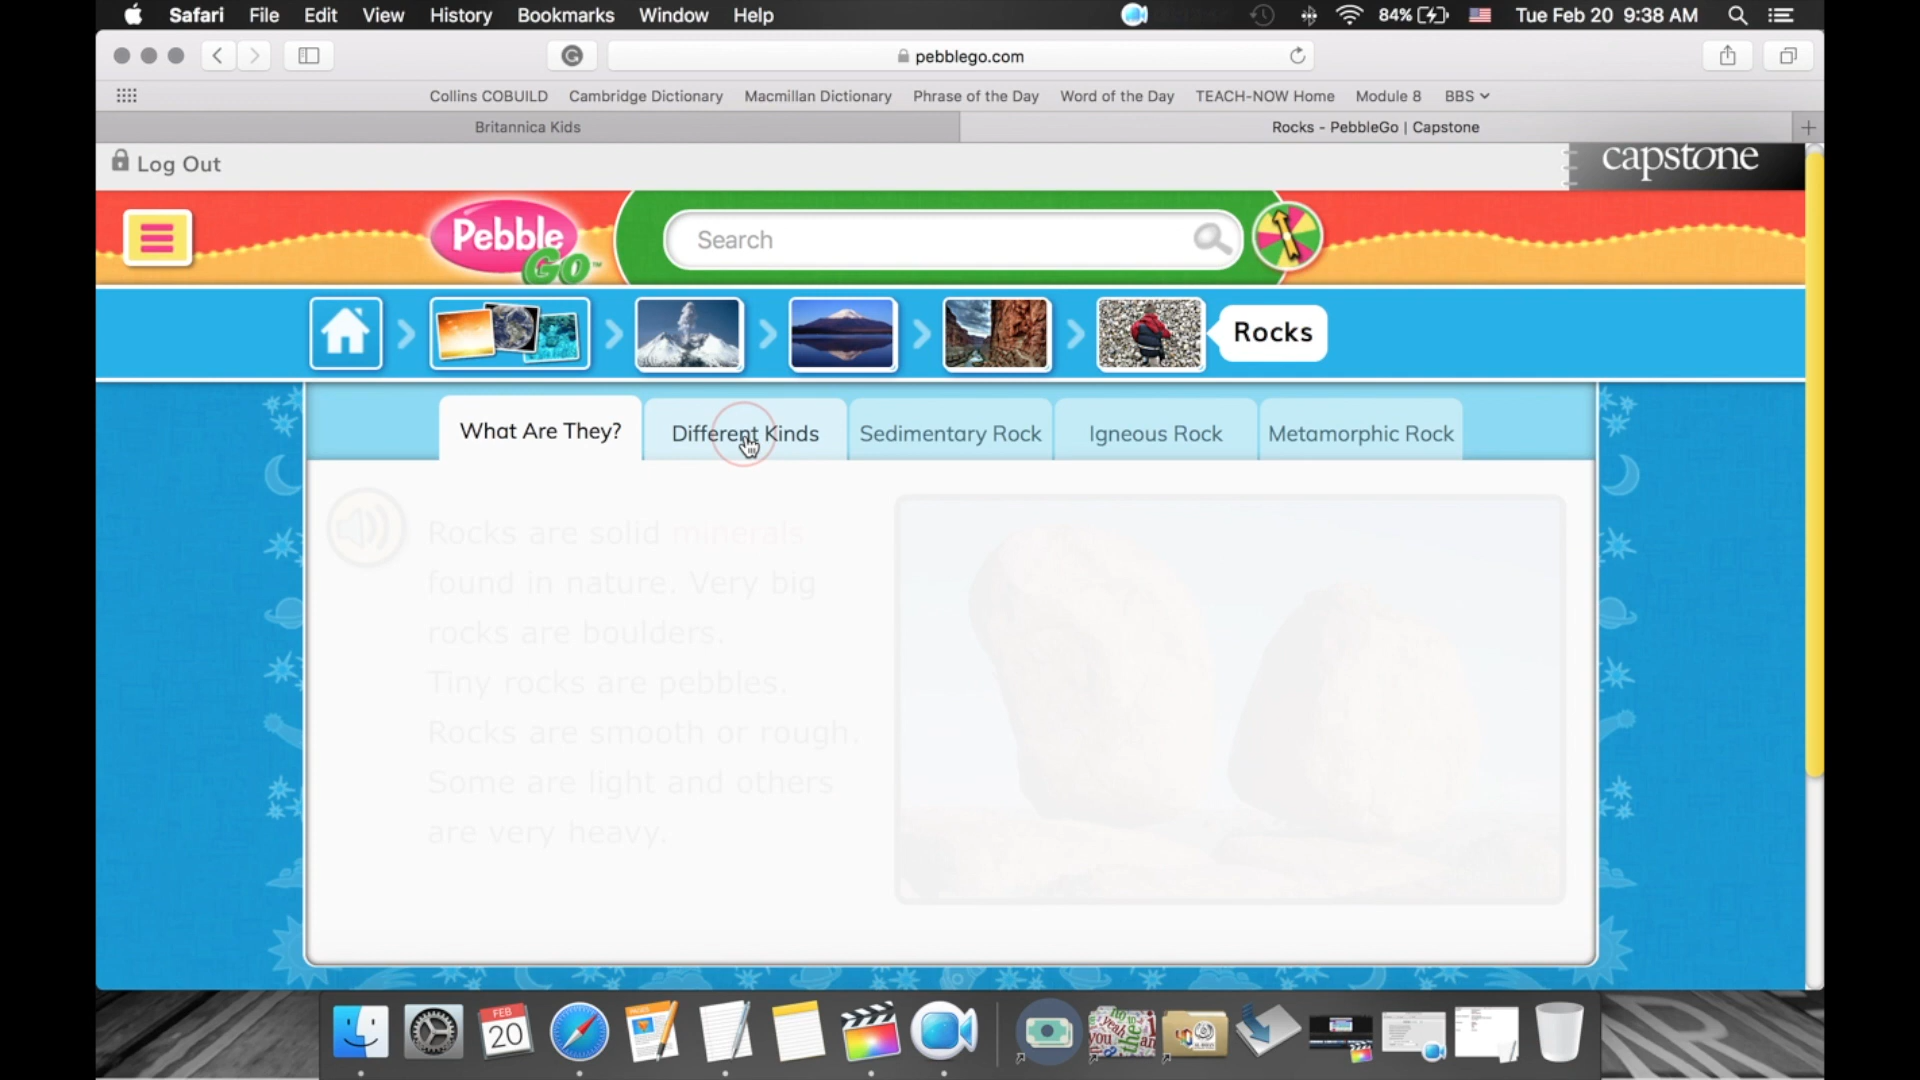 Safari File Edit View History Bookmarks Window Help 84% Tue Feb 20 9:38 AM
pebblego.com
Collins COBUILD Cambridge Dictionary Macmillan Dictionary Phrase of the Day Word of the Day TEACH-NOW Home Module 8 BBS
Britannica Kids Rocks - PebbleGo | Capstone
Log Out capstone
Pebble GO™ Search
Rocks
What Are They? Different Kinds Sedimentary Rock Igneous Rock Metamorphic Rock
Rocks are solid minerals
found in nature. Very big
rocks are boulders.
Tiny rocks are pebbles.
Rocks are smooth or rough.
Some are light and others
are very heavy.
FEB
20
PAGES